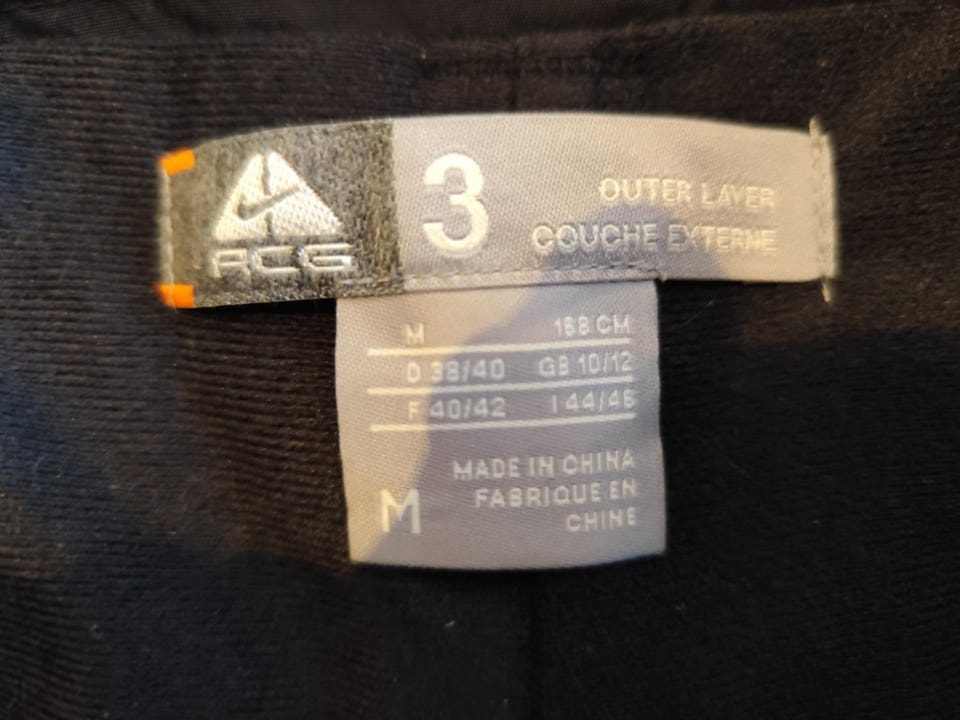 ACG
3
OUTER LAYER
COUCHE EXTERNE
M 168 CM
D 38/40 GB 10/12
F 40/42 I 44/46
MADE IN CHINA
FABRIQUE EN
CHINE
M